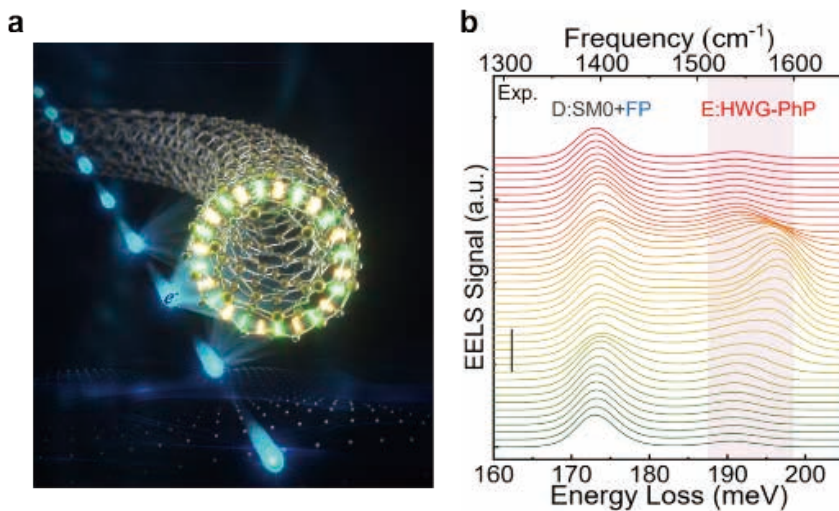 a
b
e-
Frequency (cm⁻¹)
1300 1400 1500 1600
Exp.
D:SM0+FP E:HWG-PhP
EELS Signal (a.u.)
160 170 180 190 200
Energy Loss (meV)